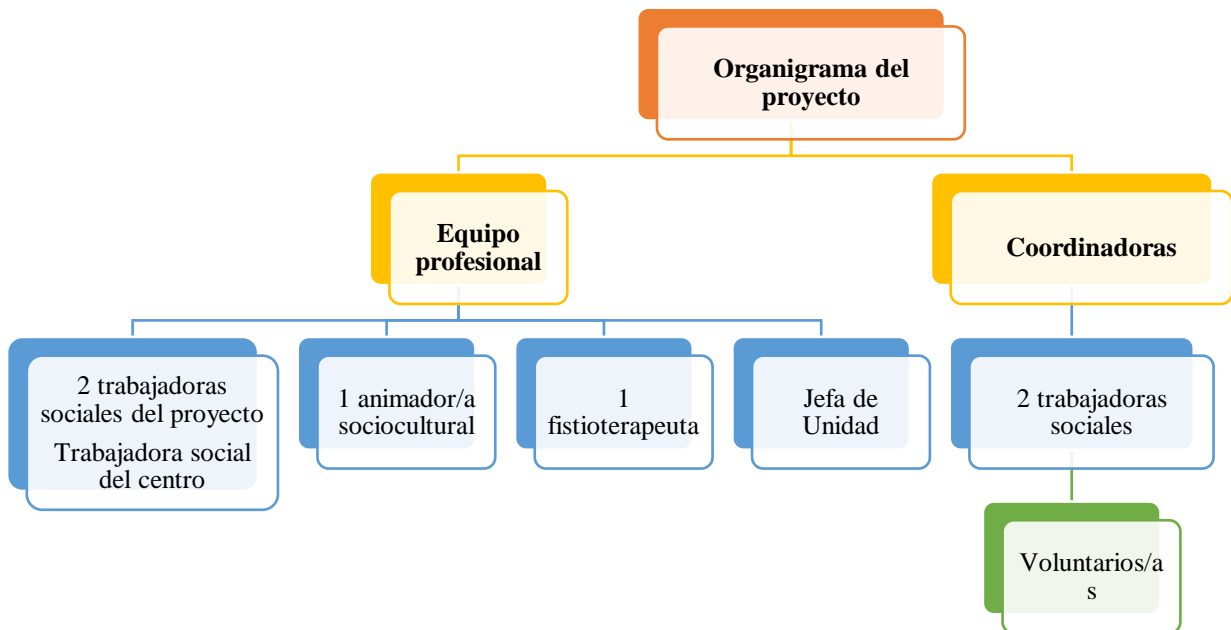 Organigrama del
proyecto
Equipo
profesional
Coordinadoras
2 trabajadoras
sociales del proyecto
Trabajadora social
del centro
1 animador/a
sociocultural
1
fistioterapeuta
Jefa de
Unidad
2 trabajadoras
sociales
Voluntarios/a
s